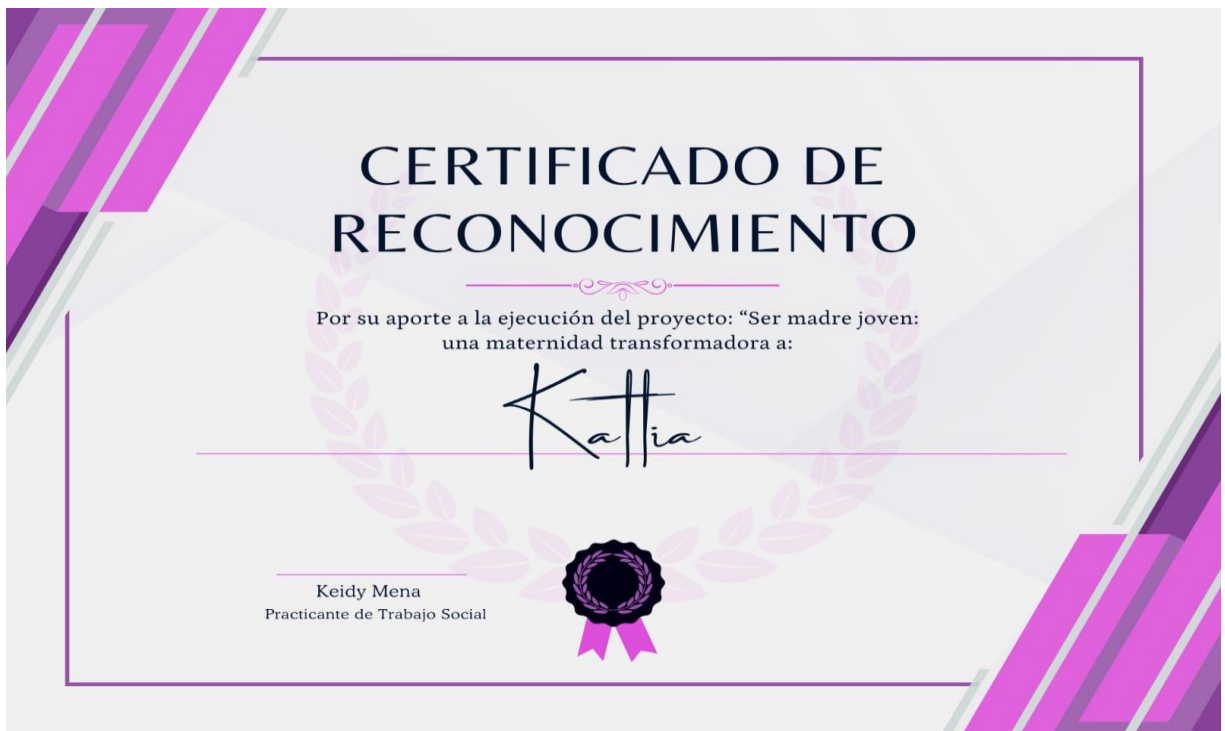 CERTIFICADO DE
RECONOCIMIENTO
Por su aporte a la ejecución del proyecto: “Ser madre joven:
una maternidad transformadora a:
Kattia
Keidy Mena
Practicante de Trabajo Social